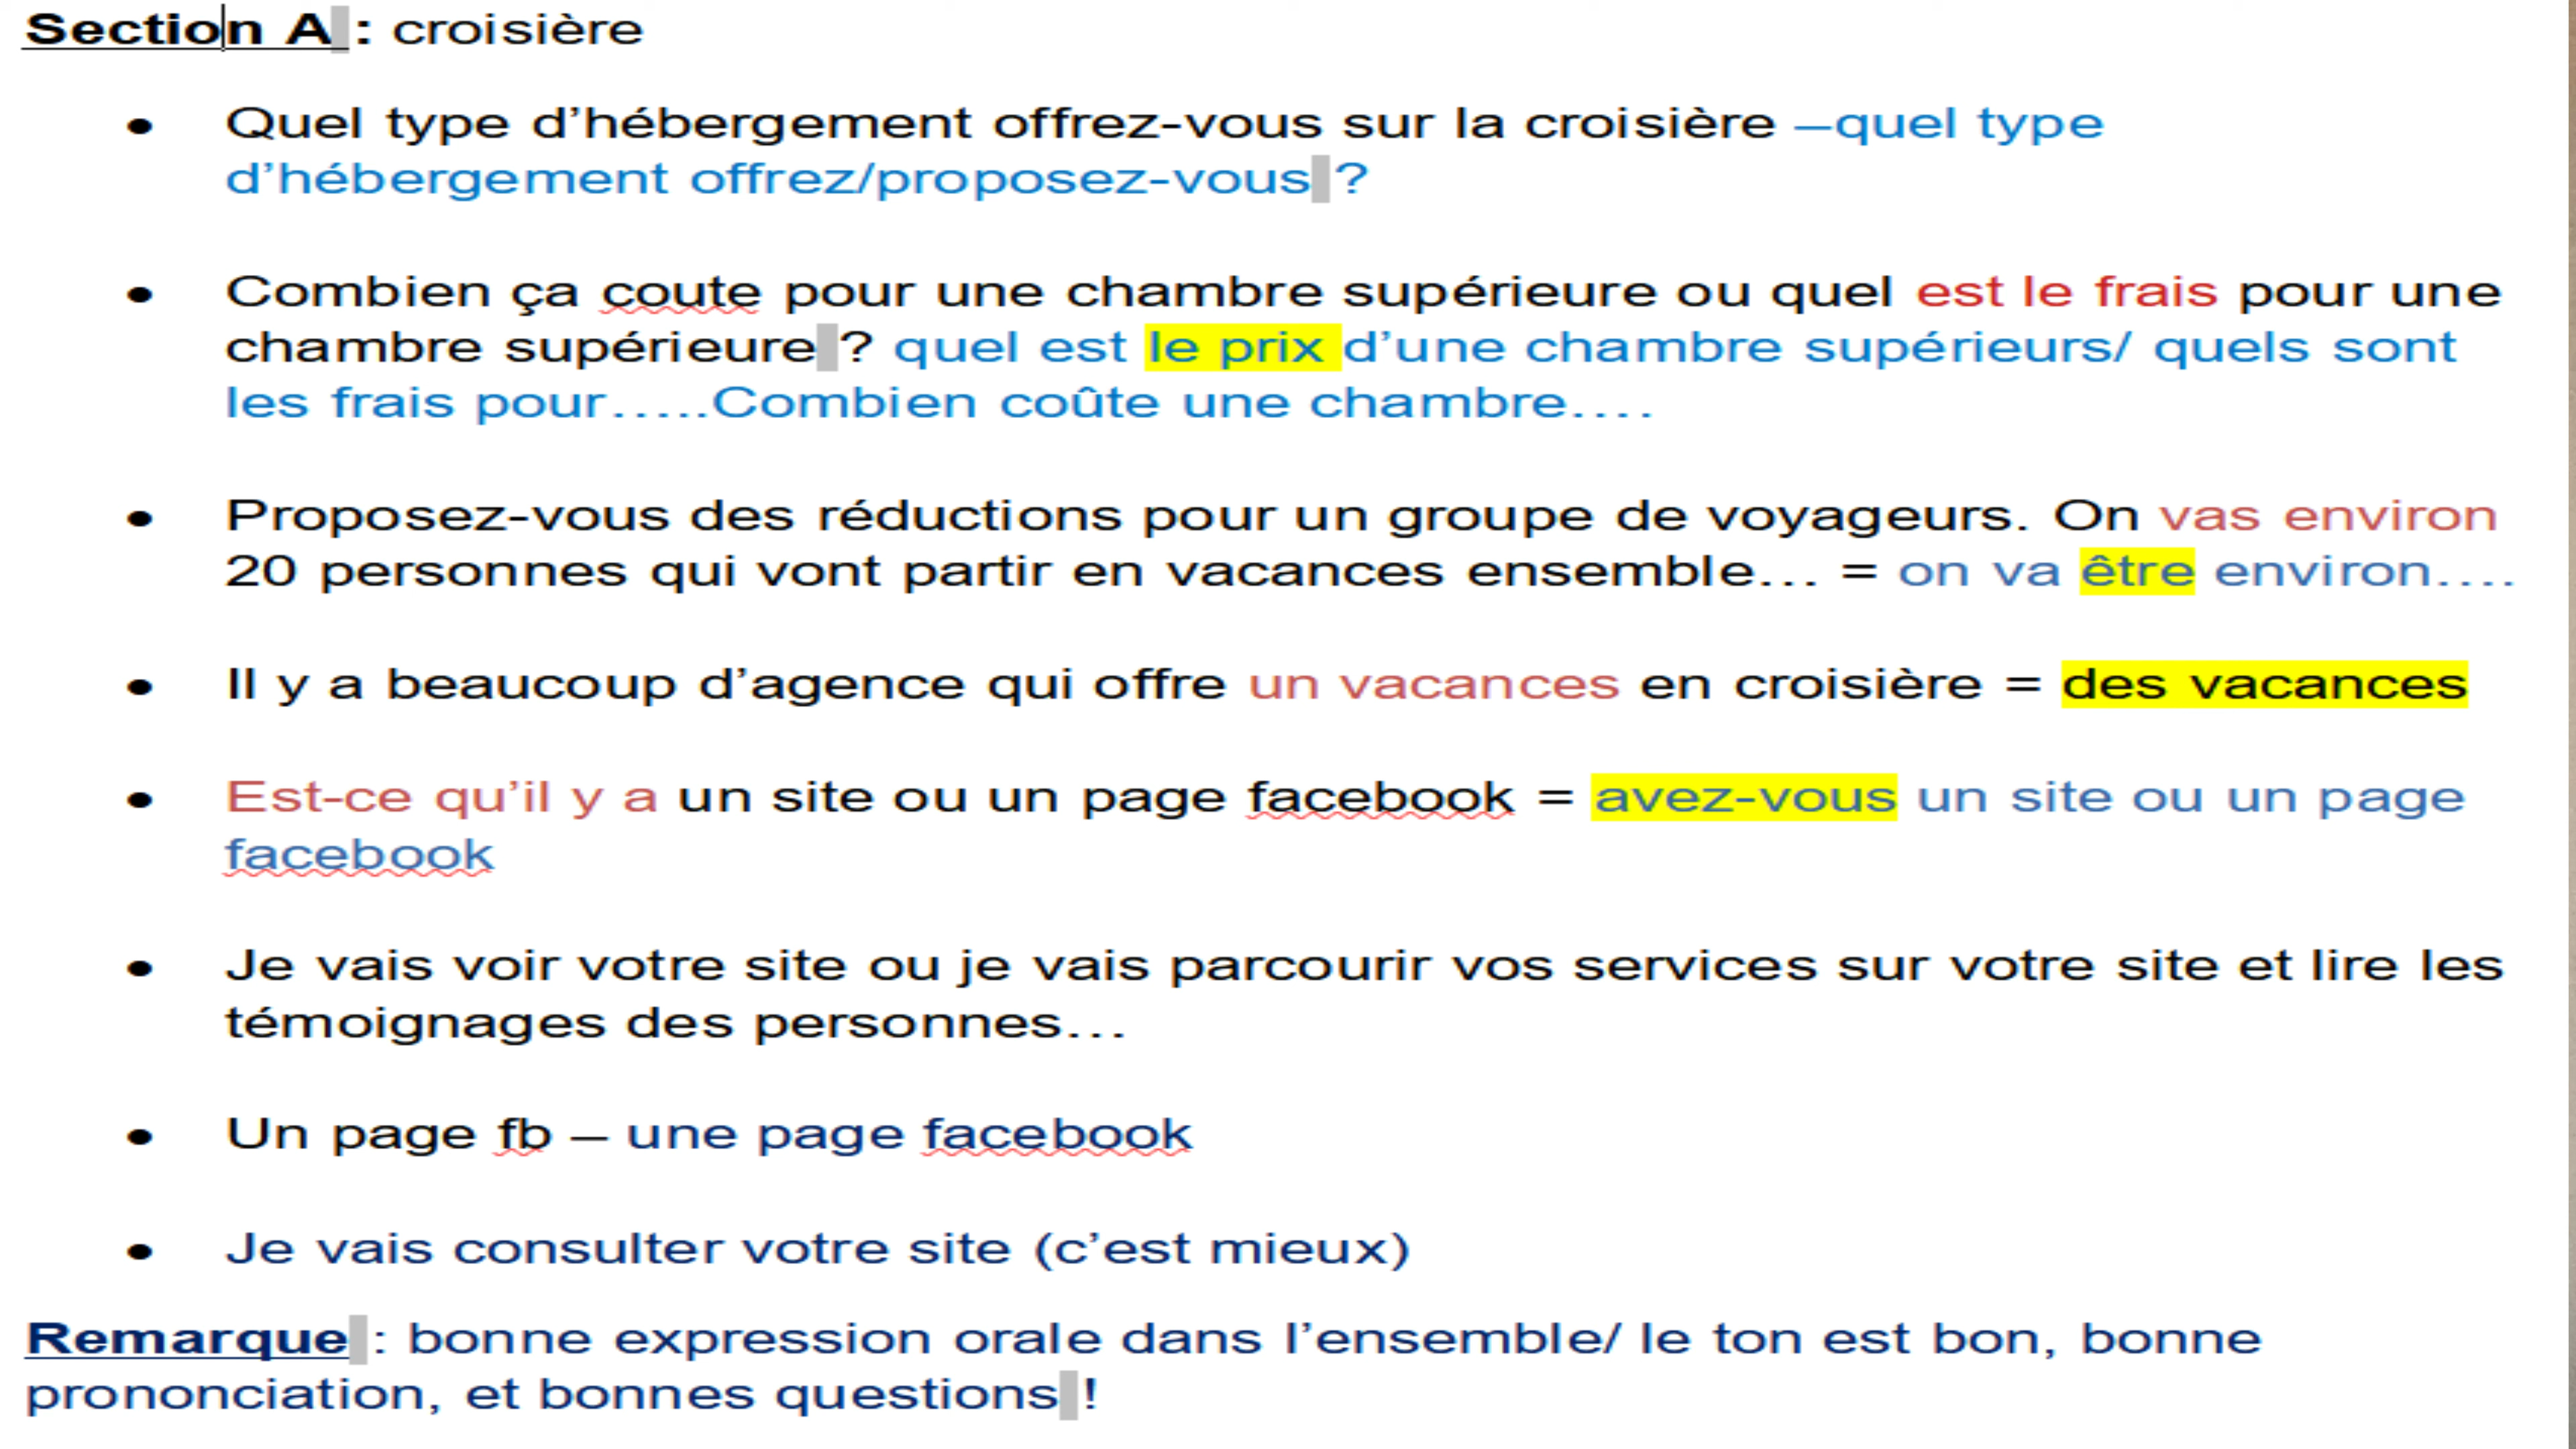 Section A : croisière
Quel type d’hébergement offrez-vous sur la croisière –quel type
d’hébergement offrez/proposez-vous ?
Combien ça coute pour une chambre supérieure ou quel est le frais pour une
chambre supérieure ? quel est le prix d’une chambre supérieurs/ quels sont
les frais pour…..Combien coûte une chambre….
Proposez-vous des réductions pour un groupe de voyageurs. On vas environ
20 personnes qui vont partir en vacances ensemble… = on va être environ….
Il y a beaucoup d’agence qui offre un vacances en croisière = des vacances
Est-ce qu’il y a un site ou un page facebook = avez-vous un site ou un page
facebook
Je vais voir votre site ou je vais parcourir vos services sur votre site et lire les
témoignages des personnes…
Un page fb – une page facebook
Je vais consulter votre site (c’est mieux)
Remarque : bonne expression orale dans l’ensemble/ le ton est bon, bonne
prononciation, et bonnes questions !